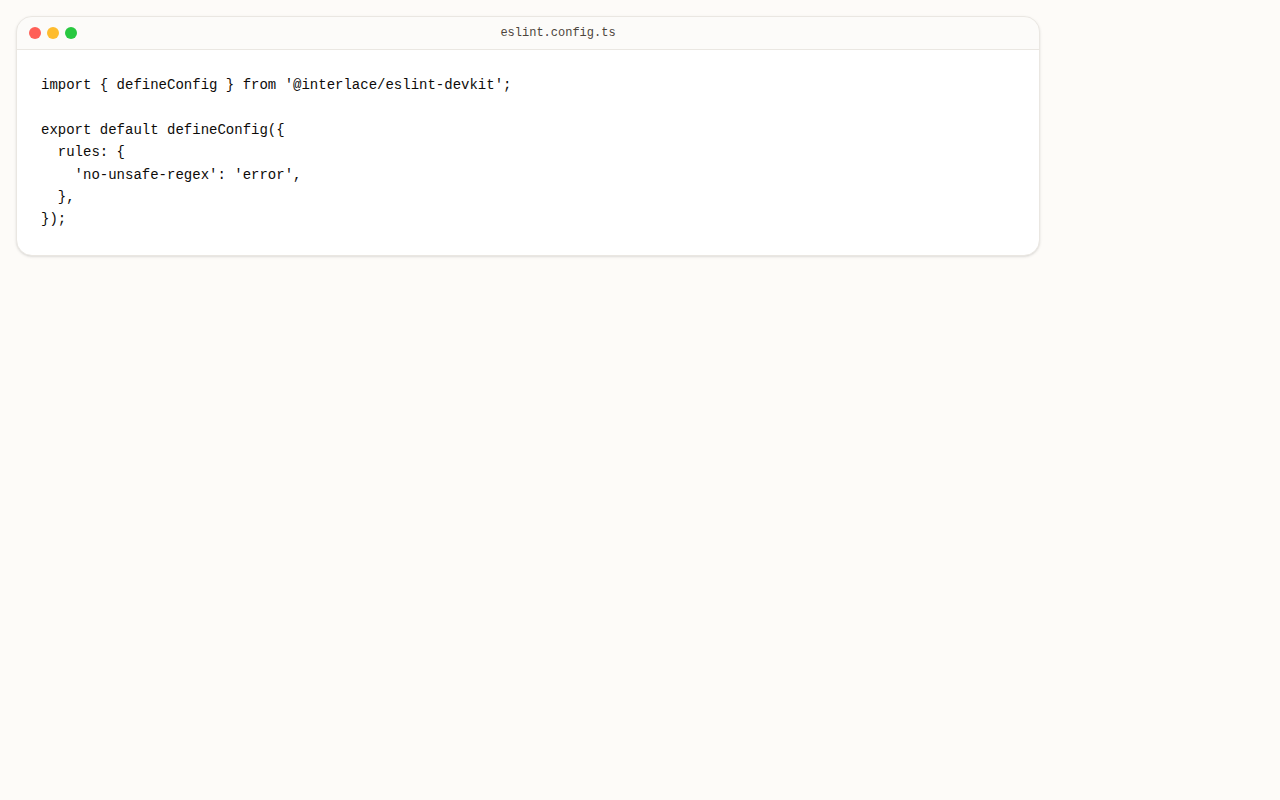 eslint.config.ts
import { defineConfig } from '@interlace/eslint-devkit';
export default defineConfig({
  rules: {
    'no-unsafe-regex': 'error',
  },
});